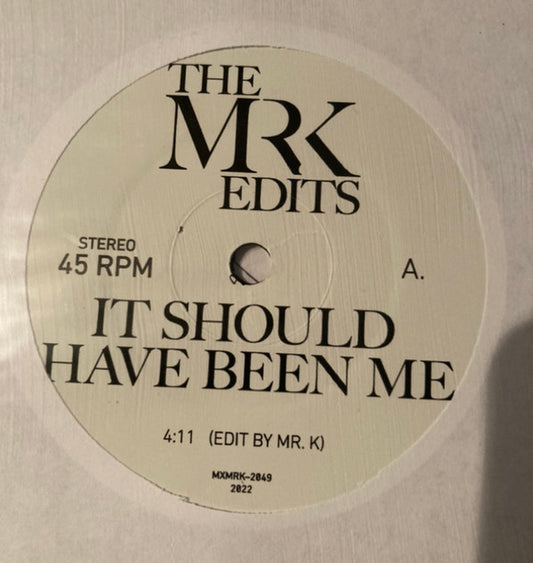 THE
MRK
EDITS
STEREO
45 RPM
A.
IT SHOULD
HAVE BEEN ME
4:11 (EDIT BY MR. K)
MXMRK-2049
2022